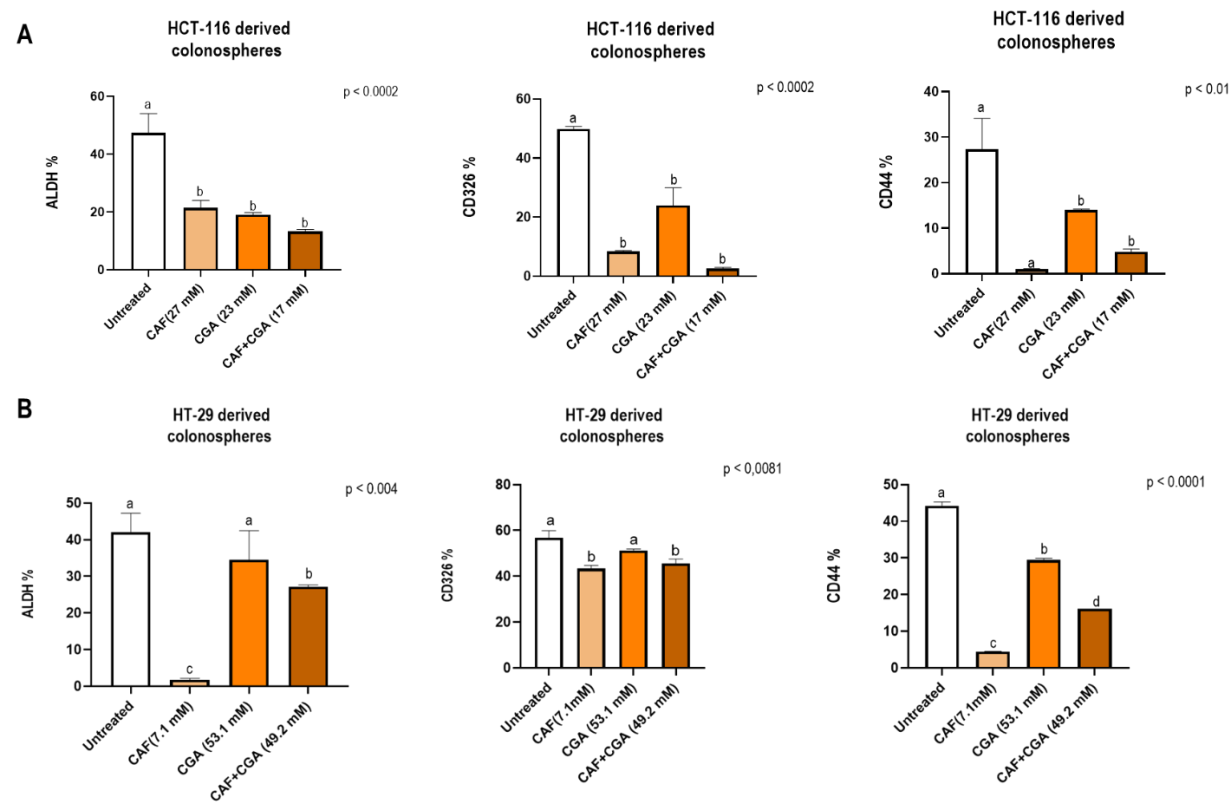 A
HCT-116 derived
colonospheres
p < 0.0002
ALDH %
60
40
20
0
a
b
b
b
Untreated
CAF(27 mM)
CGA (23 mM)
CAF+CGA (17 mM)
HCT-116 derived
colonospheres
p < 0.0002
CD326 %
60
40
20
0
a
b
b
b
Untreated
CAF(27 mM)
CGA (23 mM)
CAF+CGA (17 mM)
HCT-116 derived
colonospheres
p < 0.01
CD44 %
40
30
20
10
0
a
a
b
b
Untreated
CAF(27 mM)
CGA (23 mM)
CAF+CGA (17 mM)
B
HT-29 derived
colonospheres
p < 0.004
ALDH %
50
40
30
20
10
0
a
c
a
b
Untreated
CAF(7.1 mM)
CGA (53.1 mM)
CAF+CGA (49.2 mM)
HT-29 derived
colonospheres
p < 0,0081
CD326 %
80
60
40
20
0
a
b
a
b
Untreated
CAF(7.1mM)
CGA (53.1 mM)
CAF+CGA (49.2 mM)
HT-29 derived
colonospheres
p < 0.0001
CD44 %
50
40
30
20
10
0
a
c
b
d
Untreated
CAF(7.1mM)
CGA (53.1 mM)
CAF+CGA (49.2 mM)